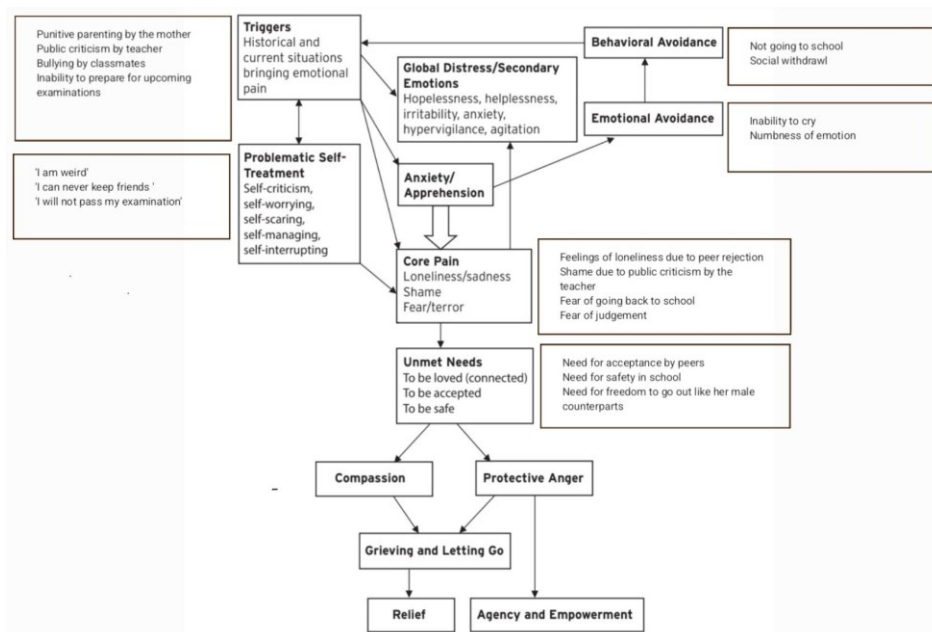 Punitive parenting by the mother
Public criticism by teacher
Bullying by classmates
Inability to prepare for upcoming
examinations
Triggers
Historical and
current situations
bringing emotional
pain
Global Distress/Secondary
Emotions
Hopelessness, helplessness,
irritability, anxiety,
hypervigilance, agitation
Behavioral Avoidance
Not going to school
Social withdrawl
Emotional Avoidance
Inability to cry
Numbness of emotion
'I am weird'
'I can never keep friends '
'I will not pass my examination'
Problematic Self-
Treatment
Self-criticism,
self-worrying,
self-scaring,
self-managing,
self-interrupting
Anxiety/
Apprehension
Core Pain
Loneliness/sadness
Shame
Fear/terror
Feelings of loneliness due to peer rejection
Shame due to public criticism by the
teacher
Fear of going back to school
Fear of judgement
Unmet Needs
To be loved (connected)
To be accepted
To be safe
Need for acceptance by peers
Need for safety in school
Need for freedom to go out like her male
counterparts
Compassion
Protective Anger
Grieving and Letting Go
Relief
Agency and Empowerment